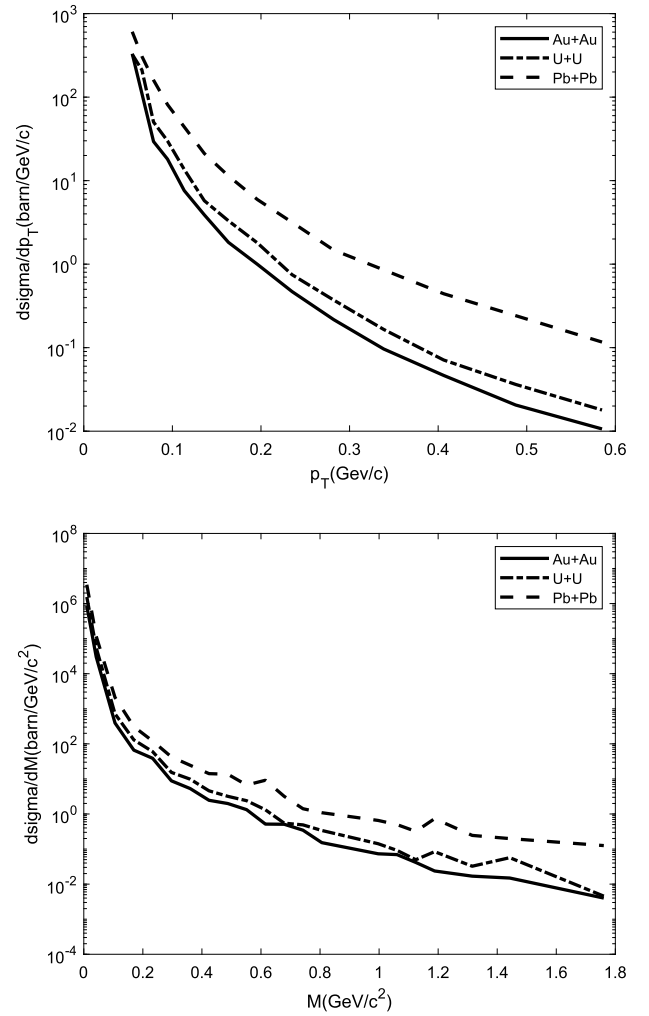 10^3
10^2
10^1
10^0
10^-1
10^-2
dsigma/dp_T(barn/GeV/c)
Au+Au
U+U
Pb+Pb
0 0.1 0.2 0.3 0.4 0.5 0.6
p_T(Gev/c)
10^8
10^6
10^4
10^2
10^0
10^-2
10^-4
dsigma/dM(barn/GeV/c^2)
Au+Au
U+U
Pb+Pb
0 0.2 0.4 0.6 0.8 1 1.2 1.4 1.6 1.8
M(GeV/c^2)